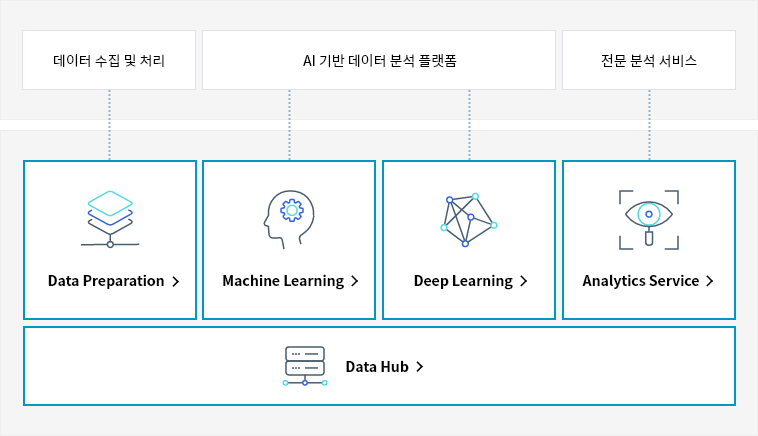 데이터 수집 및 처리
AI 기반 데이터 분석 플랫폼
전문 분석 서비스
Data Preparation
Machine Learning
Deep Learning
Analytics Service
Data Hub